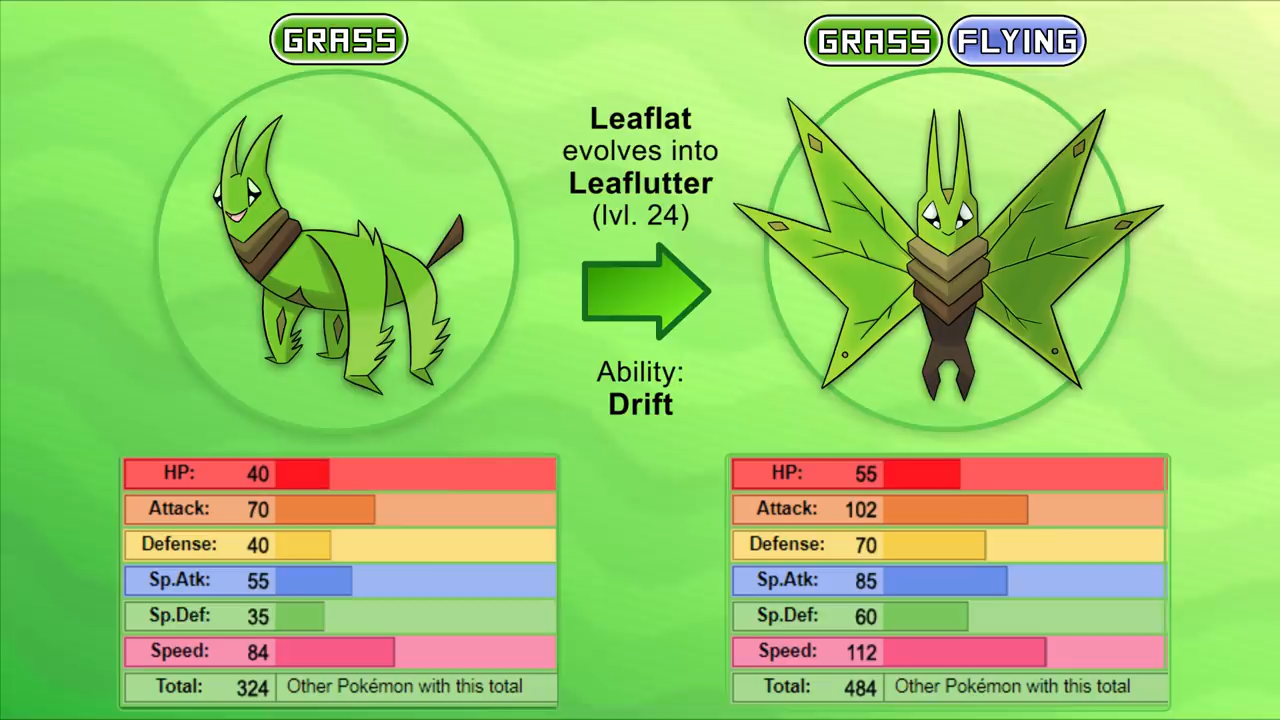 GRASS
GRASS FLYING
Leaflat
evolves into
Leaflutter
(lvl. 24)
Ability:
Drift
HP: 40
Attack: 70
Defense: 40
Sp.Atk: 55
Sp.Def: 35
Speed: 84
Total: 324 Other Pokémon with this total
HP: 55
Attack: 102
Defense: 70
Sp.Atk: 85
Sp.Def: 60
Speed: 112
Total: 484 Other Pokémon with this total